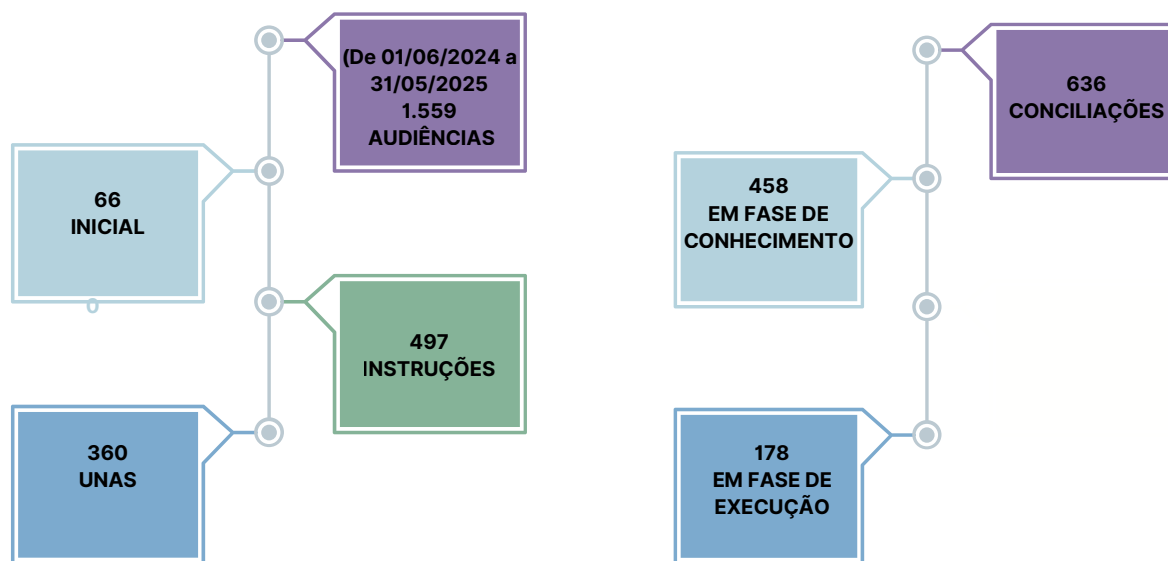 (De 01/06/2024 a
31/05/2025
1.559
AUDIÊNCIAS
66
INICIAL
0
497
INSTRUÇÕES
360
UNAS
636
CONCILIAÇÕES
458
EM FASE DE
CONHECIMENTO
178
EM FASE DE
EXECUÇÃO